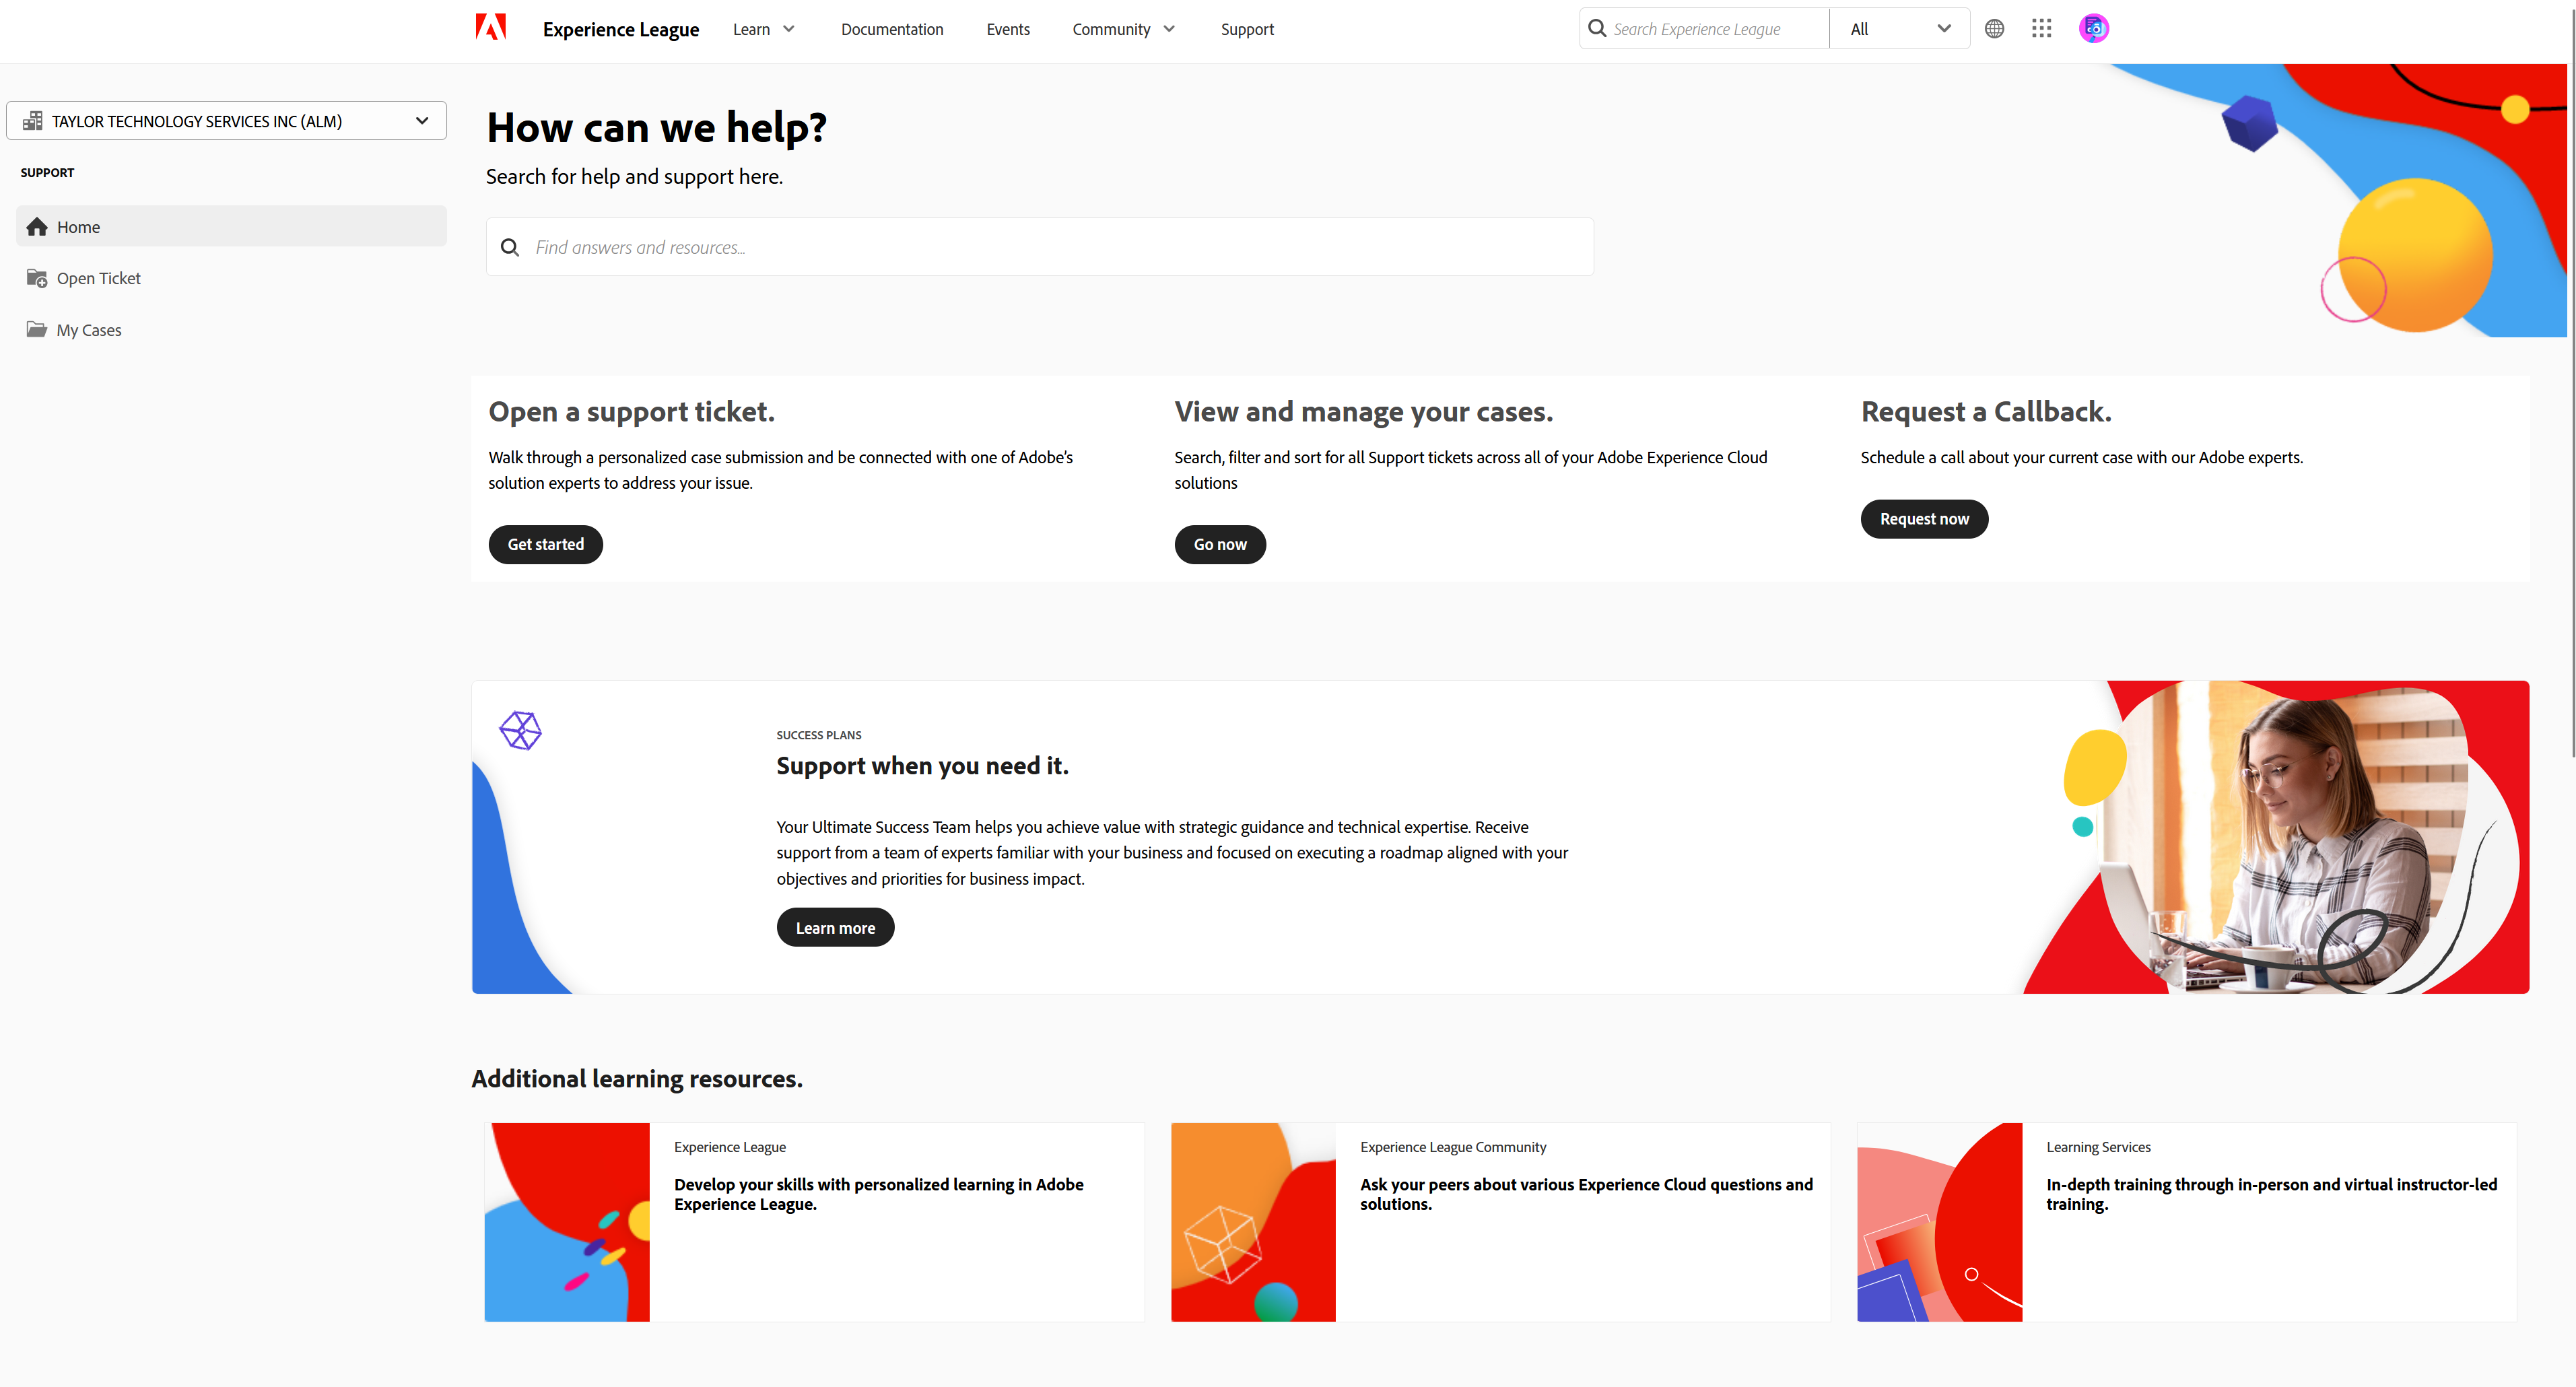 Experience League
Learn
Documentation
Events
Community
Support
Search Experience League
All
TAYLOR TECHNOLOGY SERVICES INC (ALM)
SUPPORT
Home
Open Ticket
My Cases
How can we help?
Search for help and support here.
Find answers and resources...
Open a support ticket.
Walk through a personalized case submission and be connected with one of Adobe's
solution experts to address your issue.
Get started
View and manage your cases.
Search, filter and sort for all Support tickets across all of your Adobe Experience Cloud
solutions
Go now
Request a Callback.
Schedule a call about your current case with our Adobe experts.
Request now
SUCCESS PLANS
Support when you need it.
Your Ultimate Success Team helps you achieve value with strategic guidance and technical expertise. Receive
support from a team of experts familiar with your business and focused on executing a roadmap aligned with your
objectives and priorities for business impact.
Learn more
Additional learning resources.
Experience League
Develop your skills with personalized learning in Adobe
Experience League.
Experience League Community
Ask your peers about various Experience Cloud questions and
solutions.
Learning Services
In-depth training through in-person and virtual instructor-led
training.